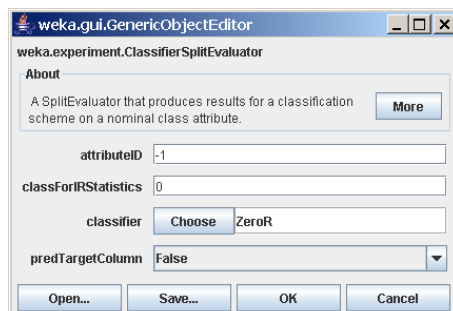 weka.gui.GenericObjectEditor
weka.experiment.ClassifierSplitEvaluator
About
A SplitEvaluator that produces results for a classification
scheme on a nominal class attribute.
More
attributeID -1
classForIRStatistics 0
classifier Choose ZeroR
predTargetColumn False
Open... Save... OK Cancel